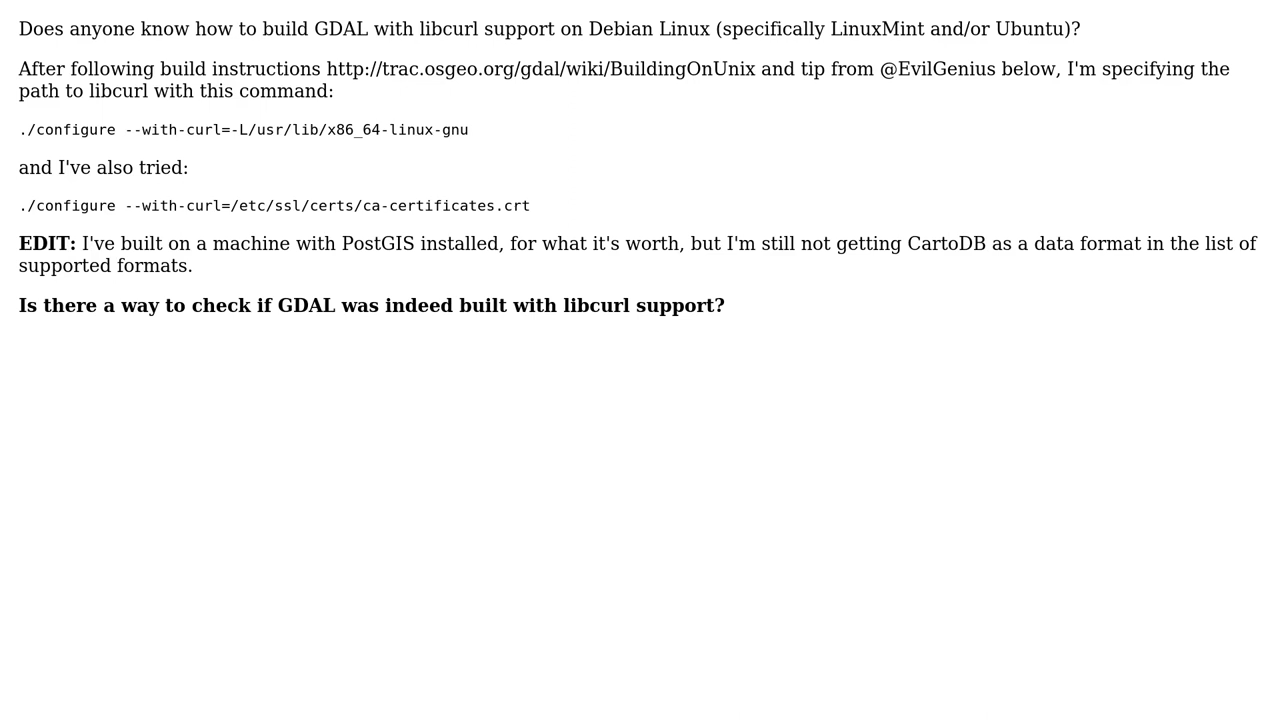 Does anyone know how to build GDAL with libcurl support on Debian Linux (specifically LinuxMint and/or Ubuntu)?
After following build instructions http://trac.osgeo.org/gdal/wiki/BuildingOnUnix and tip from @EvilGenius below, I'm specifying the
path to libcurl with this command:
./configure --with-curl=-L/usr/lib/x86_64-linux-gnu
and I've also tried:
./configure --with-curl=/etc/ssl/certs/ca-certificates.crt
EDIT: I've built on a machine with PostGIS installed, for what it's worth, but I'm still not getting CartoDB as a data format in the list of
supported formats.
Is there a way to check if GDAL was indeed built with libcurl support?